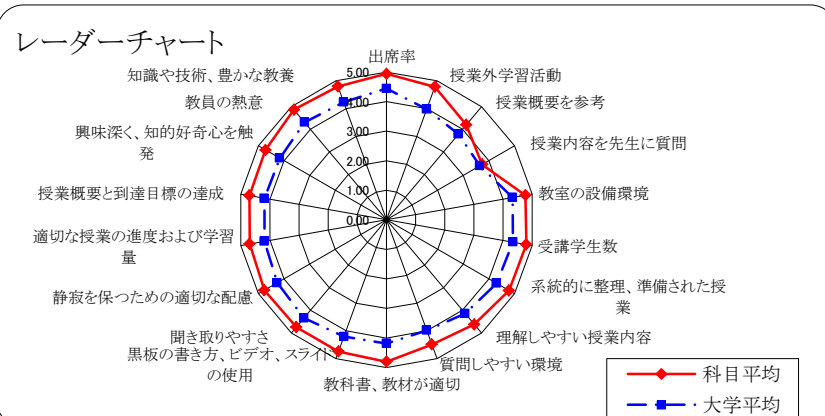 レーダーチャート
出席率
授業外学習活動
授業概要を参考
授業内容を先生に質問
教室の設備環境
受講学生数
系統的に整理、準備された授
業
理解しやすい授業内容
質問しやすい環境
教科書、教材が適切
黒板の書き方、ビデオ、スライド
の使用
聞き取りやすさ
静寂を保つための適切な配慮
適切な授業の進度および学習
量
授業概要と到達目標の達成
興味深く、知的好奇心を触
発
教員の熱意
知識や技術、豊かな教養
5.00
4.00
3.00
2.00
1.00
0.00
科目平均
大学平均